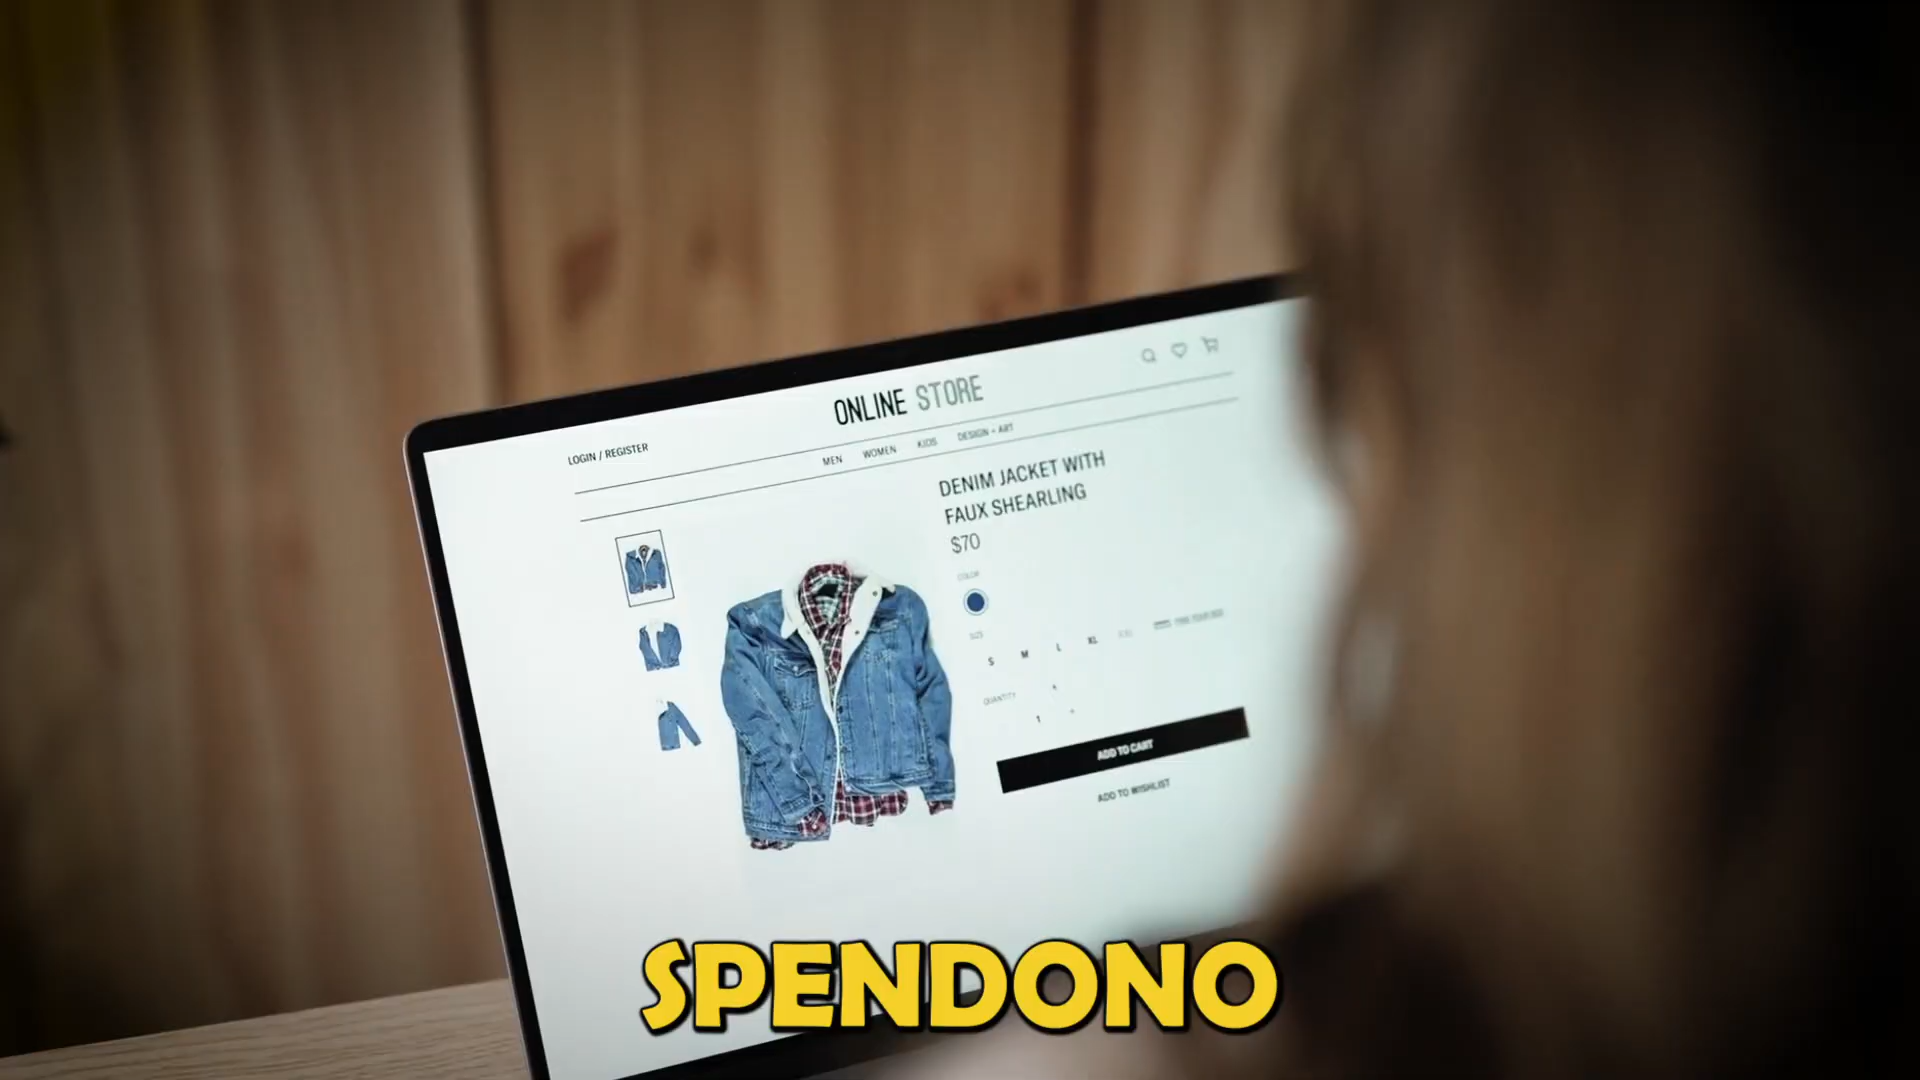 ONLINE STORE
LOGIN / REGISTER
MEN WOMEN KIDS DESIGN + ART
DENIM JACKET WITH
FAUX SHEARLING
$70
COLOR
SIZE
S M L XL XXL
QUANTITY
1 +
ADD TO CART
ADD TO WISHLIST
SPENDONO